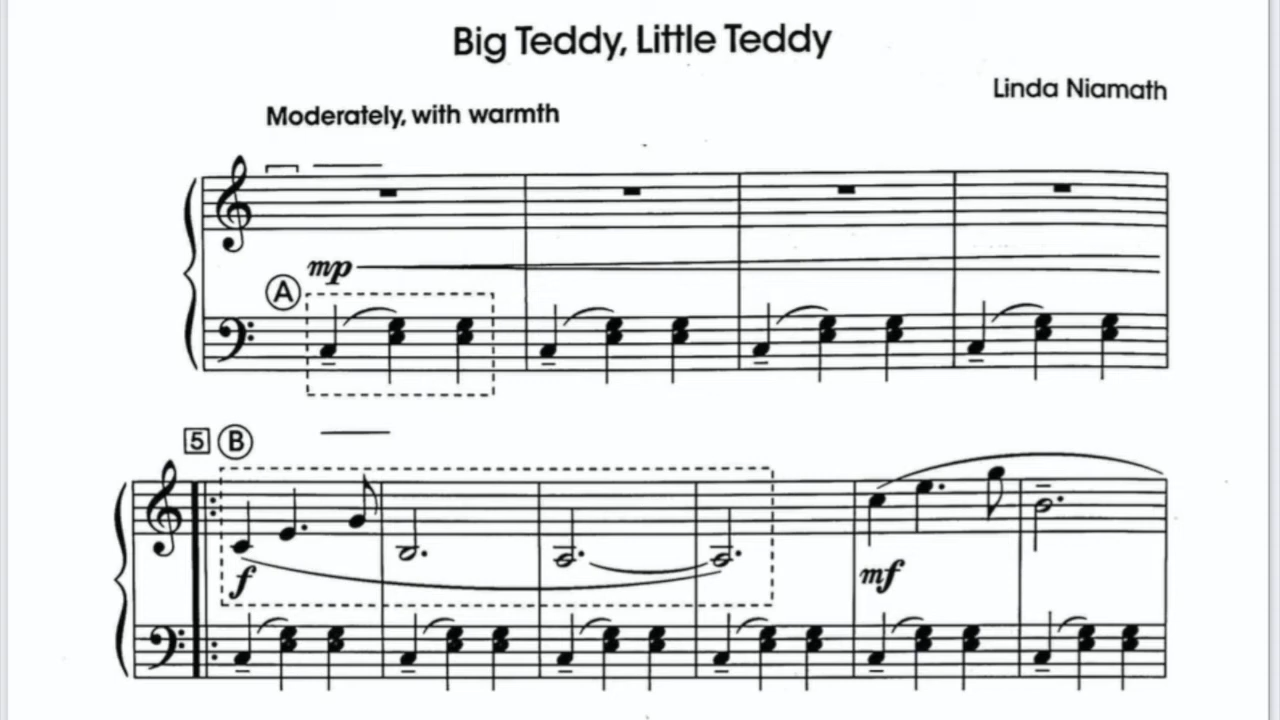 Big Teddy, Little Teddy
Linda Niamath
Moderately, with warmth
mp
A
5 B
f
mf